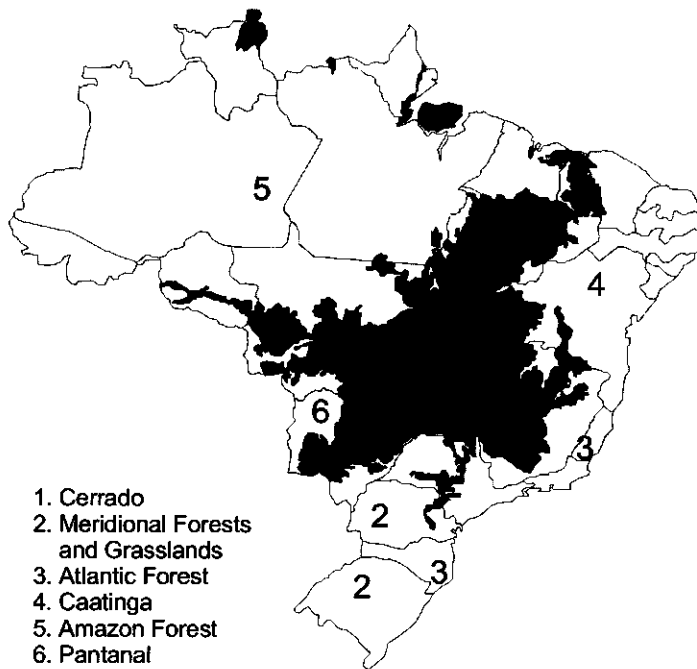 5
4
6
3
2
3
2
1. Cerrado
2. Meridional Forests
and Grasslands
3. Atlantic Forest
4. Caatinga
5. Amazon Forest
6. Pantanal